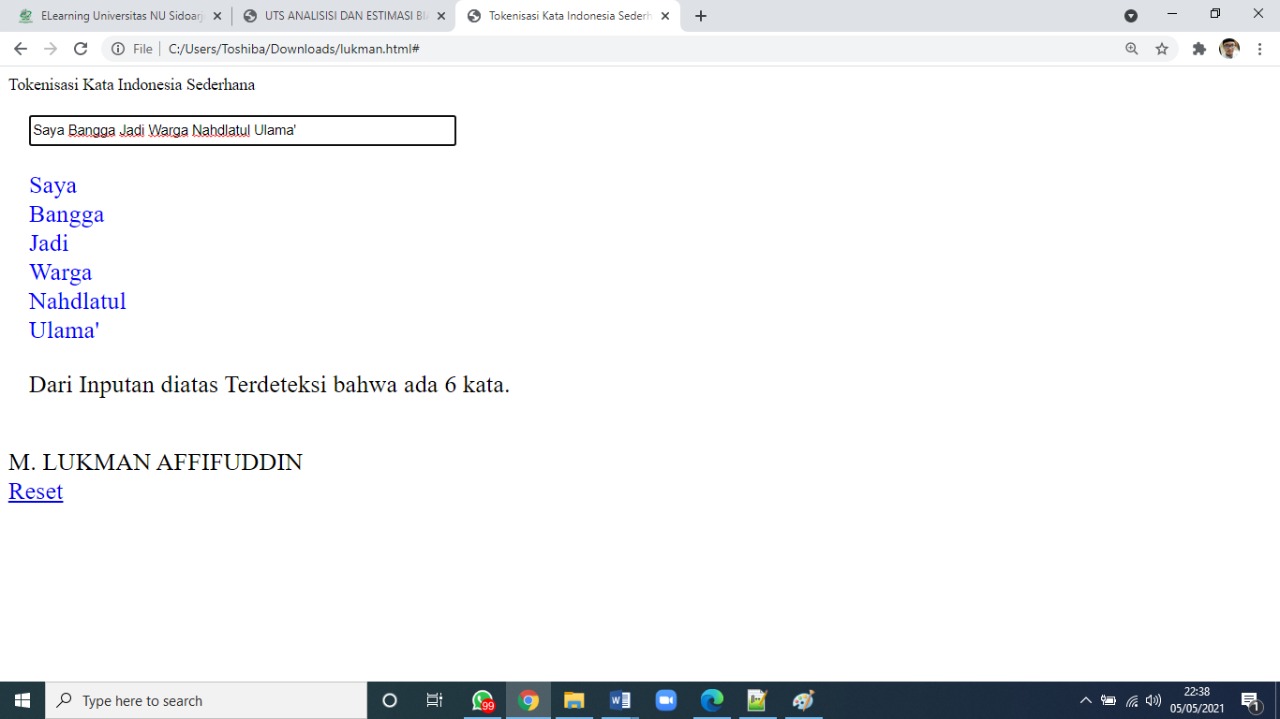 ELearning Universitas NU Sidoarj
UTS ANALISISI DAN ESTIMASI BI
Tokenisasi Kata Indonesia Sederh
File
C:/Users/Toshiba/Downloads/lukman.html#
Tokenisasi Kata Indonesia Sederhana
Saya Bangga Jadi Warga Nahdlatul Ulama'
Saya
Bangga
Jadi
Warga
Nahdlatul
Ulama'
Dari Inputan diatas Terdeteksi bahwa ada 6 kata.
M. LUKMAN AFFIFUDDIN
Reset
Type here to search
99
22:38
05/05/2021
1